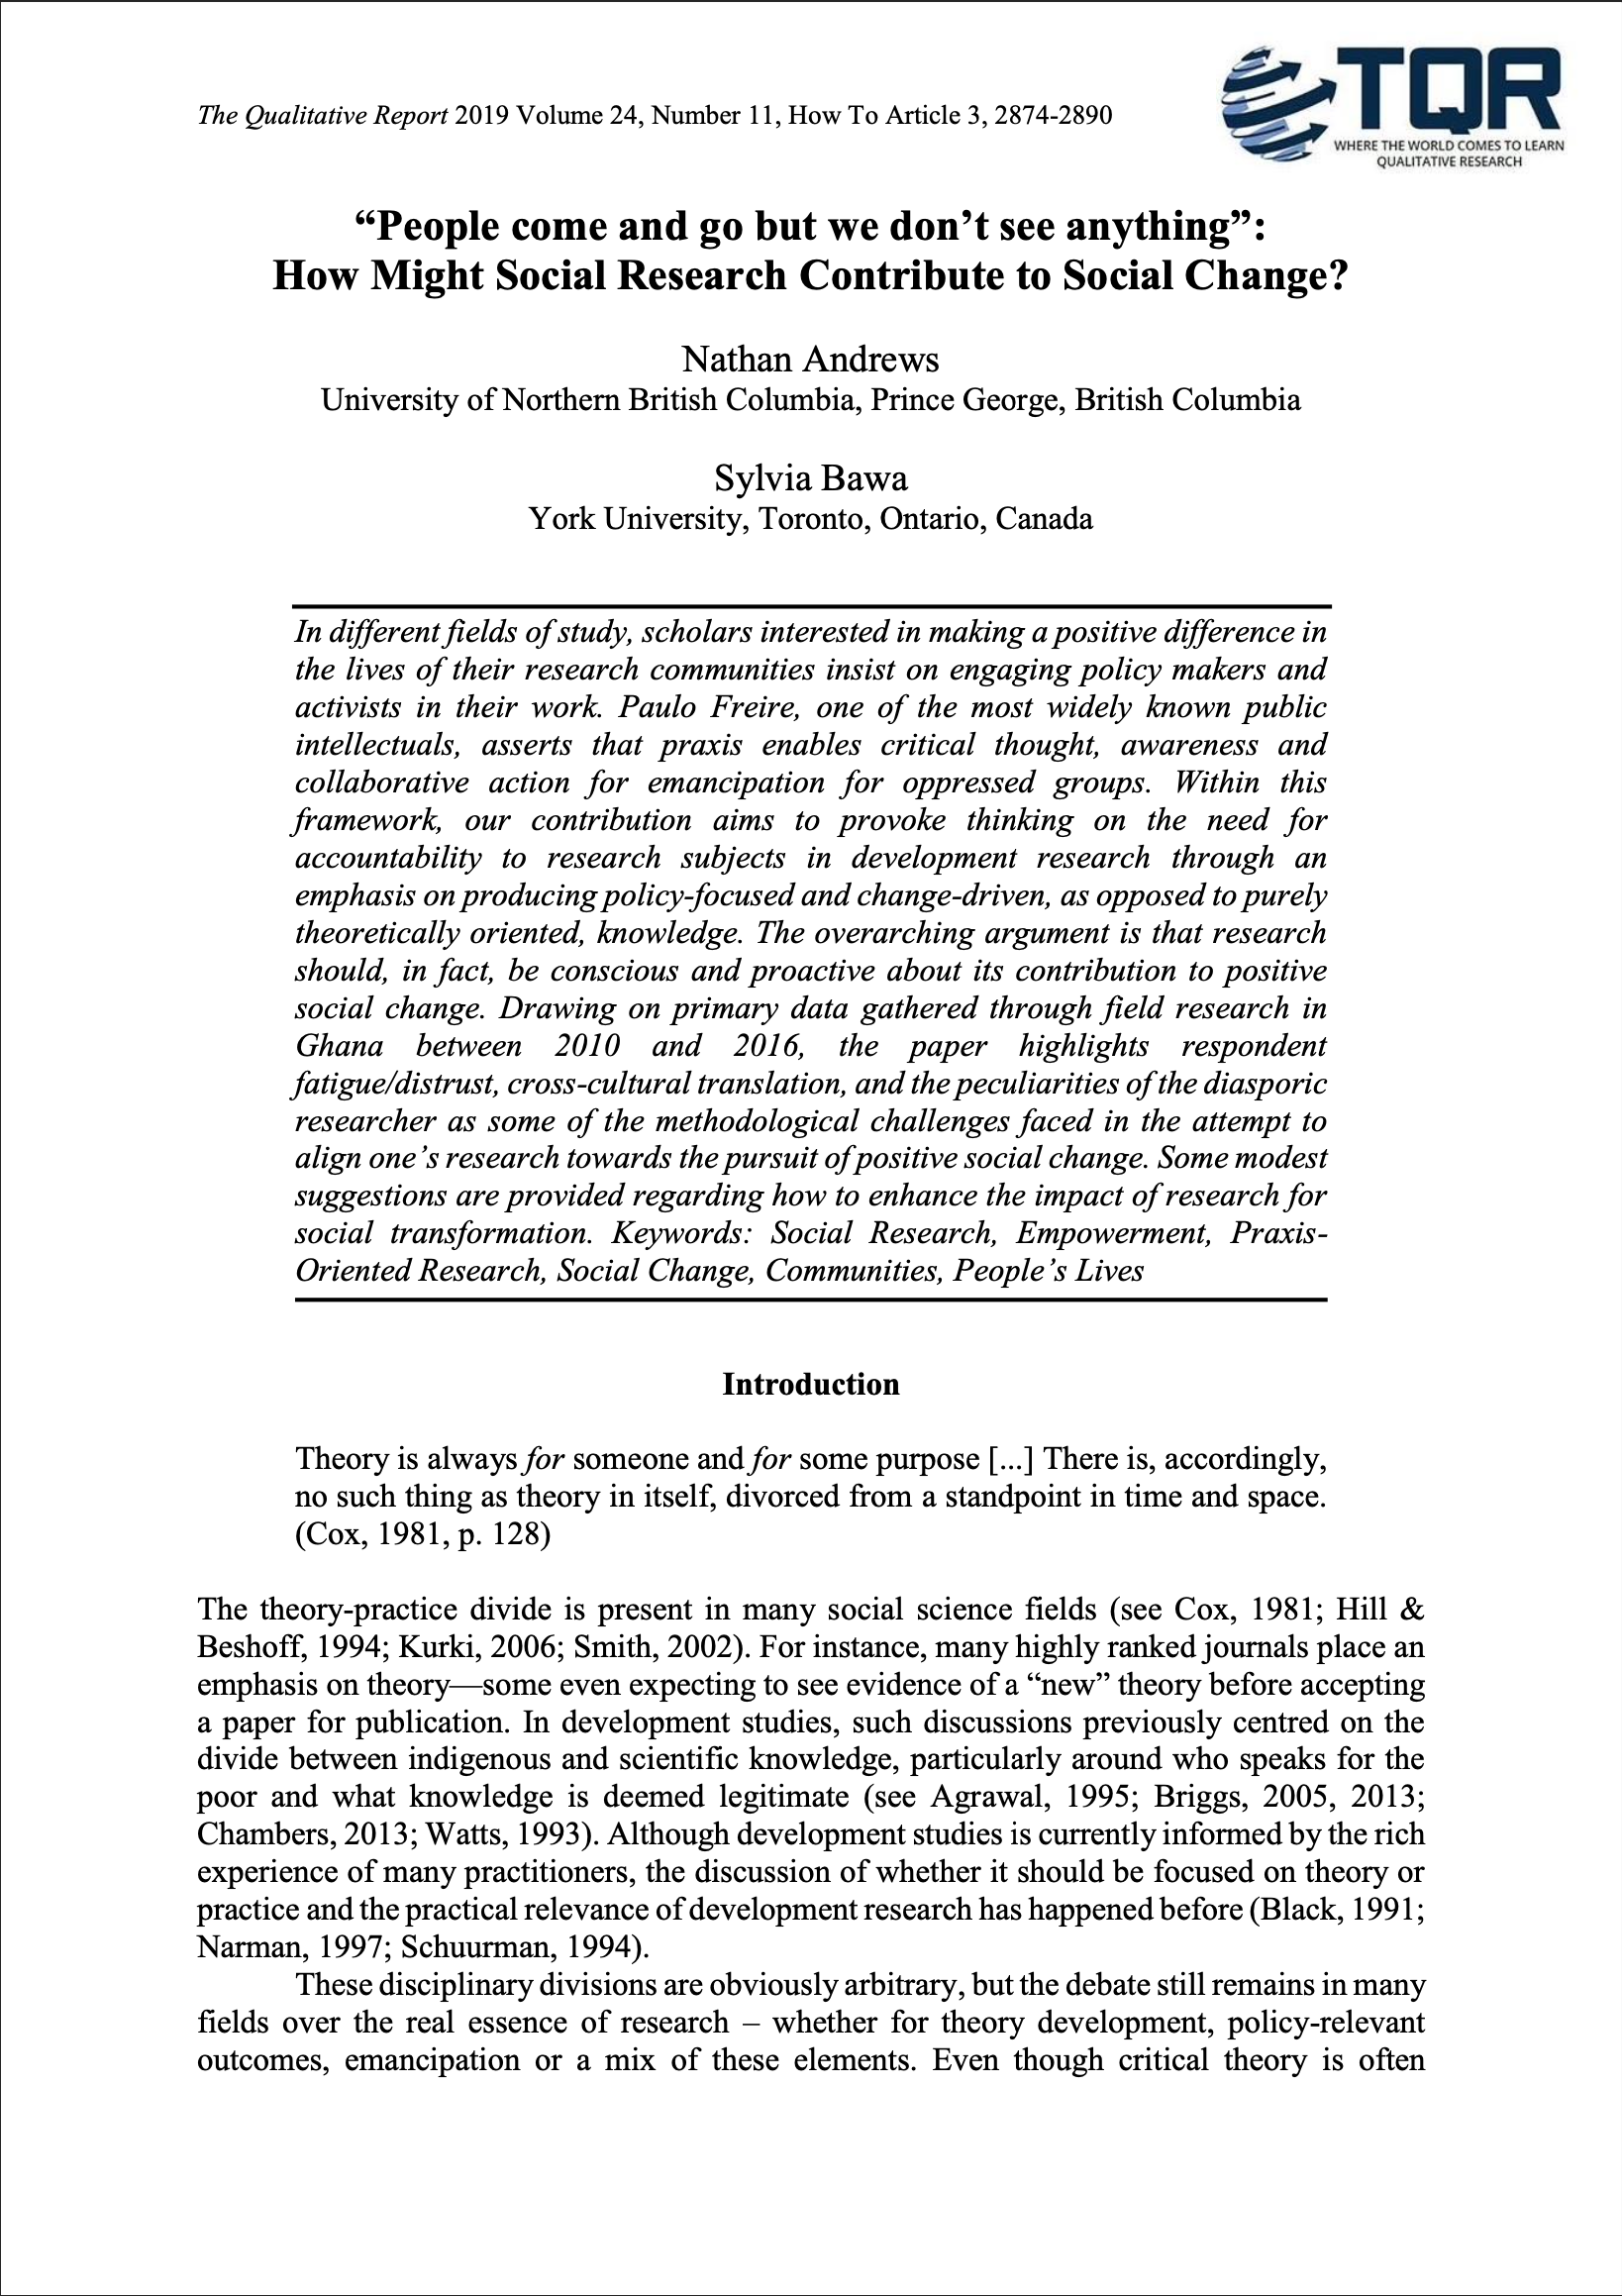 The Qualitative Report 2019 Volume 24, Number 11, How To Article 3, 2874-2890
TQR
WHERE THE WORLD COMES TO LEARN
QUALITATIVE RESEARCH
“People come and go but we don’t see anything”:
How Might Social Research Contribute to Social Change?
Nathan Andrews
University of Northern British Columbia, Prince George, British Columbia
Sylvia Bawa
York University, Toronto, Ontario, Canada
In different fields of study, scholars interested in making a positive difference in
the lives of their research communities insist on engaging policy makers and
activists in their work. Paulo Freire, one of the most widely known public
intellectuals, asserts that praxis enables critical thought, awareness and
collaborative action for emancipation for oppressed groups. Within this
framework, our contribution aims to provoke thinking on the need for
accountability to research subjects in development research through an
emphasis on producing policy-focused and change-driven, as opposed to purely
theoretically oriented, knowledge. The overarching argument is that research
should, in fact, be conscious and proactive about its contribution to positive
social change. Drawing on primary data gathered through field research in
Ghana between 2010 and 2016, the paper highlights respondent
fatigue/distrust, cross-cultural translation, and the peculiarities of the diasporic
researcher as some of the methodological challenges faced in the attempt to
align one’s research towards the pursuit of positive social change. Some modest
suggestions are provided regarding how to enhance the impact of research for
social transformation. Keywords: Social Research, Empowerment, Praxis-
Oriented Research, Social Change, Communities, People’s Lives
Introduction
Theory is always for someone and for some purpose [...] There is, accordingly,
no such thing as theory in itself, divorced from a standpoint in time and space.
(Cox, 1981, p. 128)
The theory-practice divide is present in many social science fields (see Cox, 1981; Hill &
Beshoff, 1994; Kurki, 2006; Smith, 2002). For instance, many highly ranked journals place an
emphasis on theory—some even expecting to see evidence of a “new” theory before accepting
a paper for publication. In development studies, such discussions previously centred on the
divide between indigenous and scientific knowledge, particularly around who speaks for the
poor and what knowledge is deemed legitimate (see Agrawal, 1995; Briggs, 2005, 2013;
Chambers, 2013; Watts, 1993). Although development studies is currently informed by the rich
experience of many practitioners, the discussion of whether it should be focused on theory or
practice and the practical relevance of development research has happened before (Black, 1991;
Narman, 1997; Schuurman, 1994).
These disciplinary divisions are obviously arbitrary, but the debate still remains in many
fields over the real essence of research – whether for theory development, policy-relevant
outcomes, emancipation or a mix of these elements. Even though critical theory is often